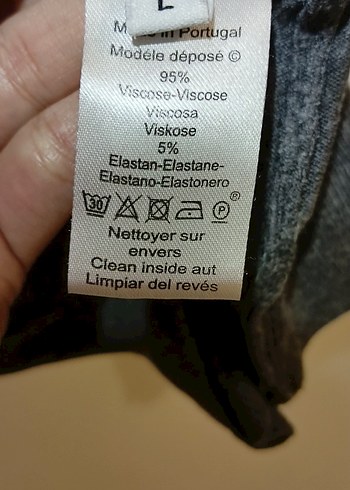 L
in Portugal
Modèle déposé ©
95%
Viscose-Viscose
Viscosa
Viskose
5%
Elastan-Elastane-
Elastano-Elastonero
30 P ®
Nettoyer sur
envers
Clean inside aut
Limpiar del revés